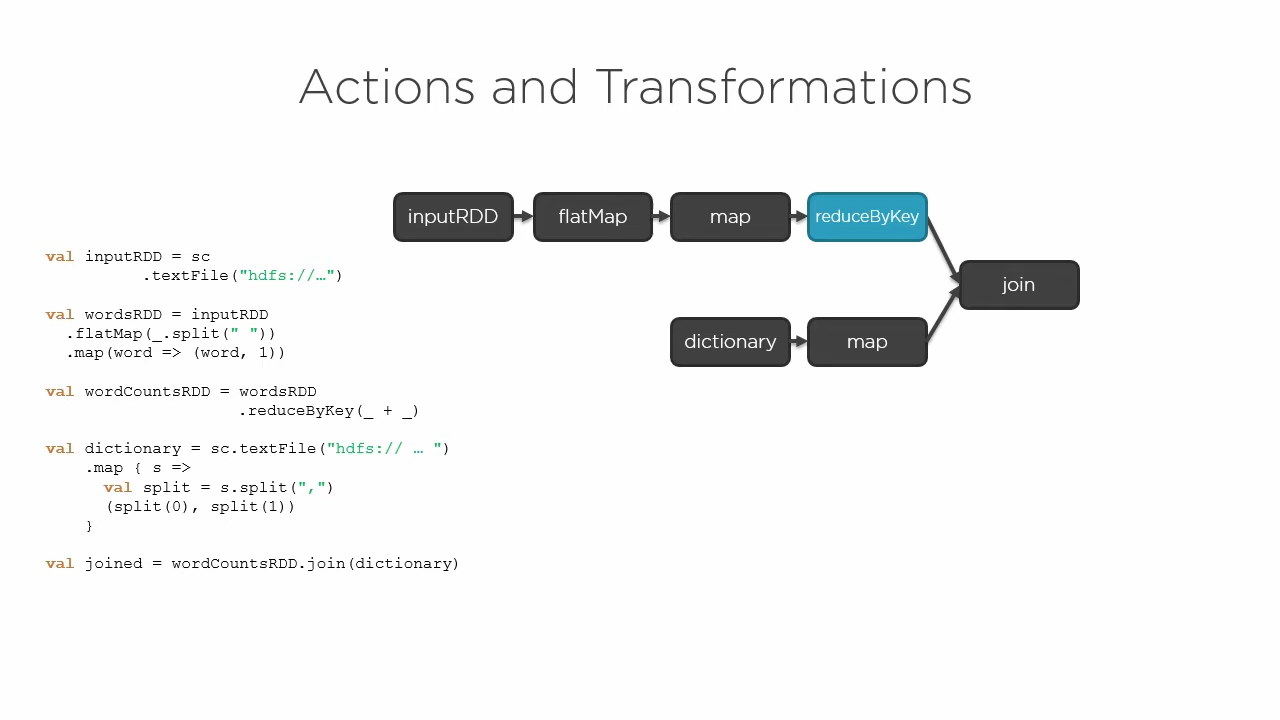 Actions and Transformations
inputRDD
flatMap
map
reduceByKey
join
dictionary
map
val inputRDD = sc
.textFile("hdfs://…")
val wordsRDD = inputRDD
.flatMap(_.split(" "))
.map(word => (word, 1))
val wordCountsRDD = wordsRDD
.reduceByKey(_ + _)
val dictionary = sc.textFile("hdfs:// … ")
.map { s =>
val split = s.split(",")
(split(0), split(1))
}
val joined = wordCountsRDD.join(dictionary)